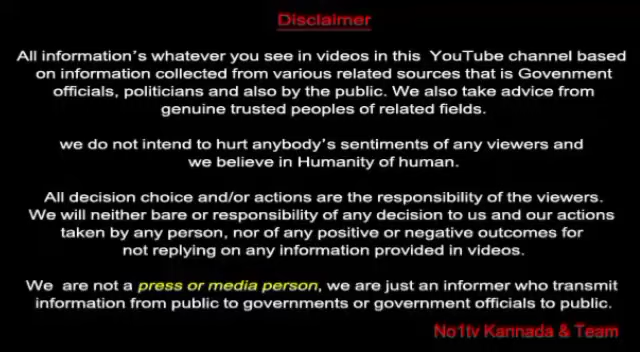 Disclaimer
All information's whatever you see in videos in this YouTube channel based
on information collected from various related sources that is Govenment
officials, politicians and also by the public. We also take advice from
genuine trusted peoples of related fields.
we do not intend to hurt anybody's sentiments of any viewers and
we believe in Humanity of human.
All decision choice and/or actions are the responsibility of the viewers.
We will neither bare or responsibility of any decision to us and our actions
taken by any person, nor of any positive or negative outcomes for
not replying on any information provided in videos.
We are not a press or media person, we are just an informer who transmit
information from public to governments or government officials to public.
No1tv Kannada & Team